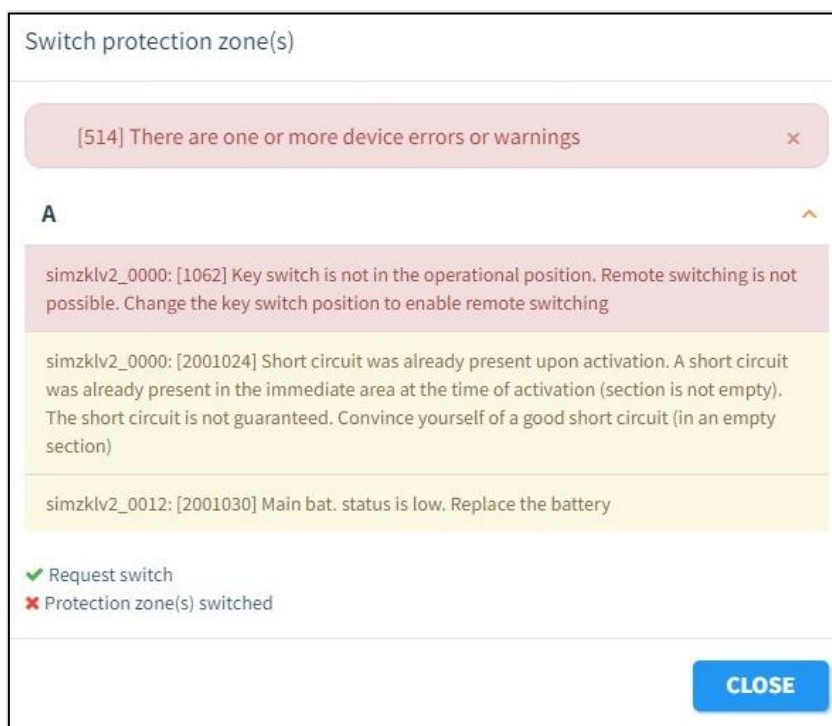 Switch protection zone(s)
[514] There are one or more device errors or warnings ×
A
simzklv2_0000: [1062] Key switch is not in the operational position. Remote switching is not
possible. Change the key switch position to enable remote switching
simzklv2_0000: [2001024] Short circuit was already present upon activation. A short circuit
was already present in the immediate area at the time of activation (section is not empty).
The short circuit is not guaranteed. Convince yourself of a good short circuit (in an empty
section)
simzklv2_0012: [2001030] Main bat. status is low. Replace the battery
Request switch
Protection zone(s) switched
CLOSE